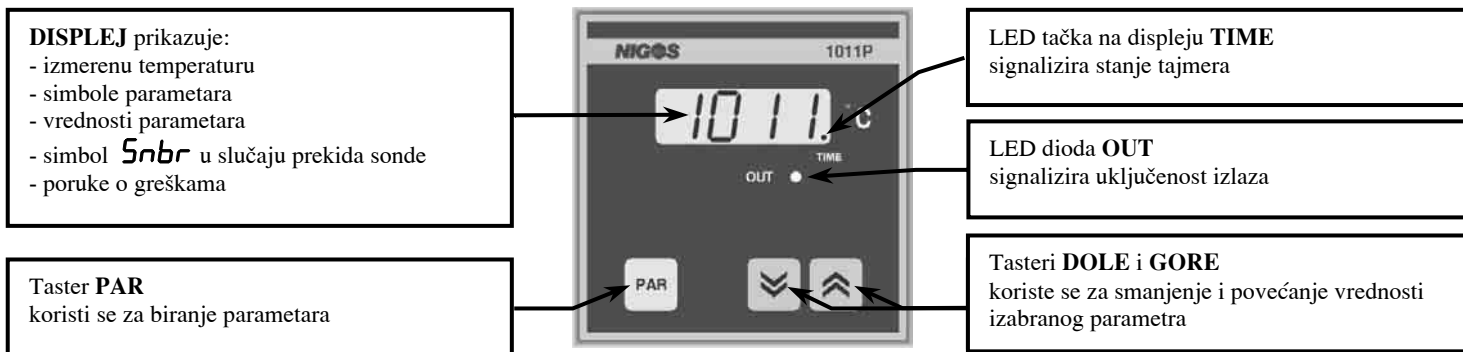 DISPLEJ prikazuje:
- izmerenu temperaturu
- simbole parametara
- vrednosti parametara
- simbol Snbr u slučaju prekida sonde
- poruke o greškama
Taster PAR
koristi se za biranje parametara
NIGOS 1011P
1011. °C
TIME
OUT
PAR
LED tačka na displeju TIME
signalizira stanje tajmera
LED dioda OUT
signalizira uključenost izlaza
Tasteri DOLE i GORE
koriste se za smanjenje i povećanje vrednosti
izabranog parametra